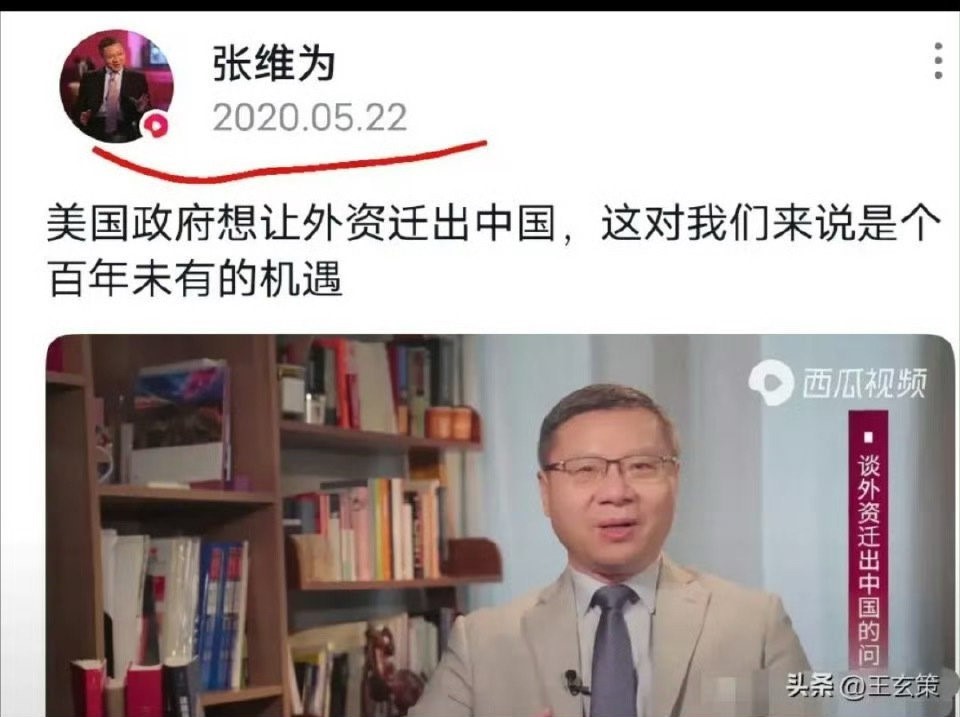 张维为
2020.05.22
美国政府想让外资迁出中国，这对我们来说是个
百年未有的机遇
西瓜视频
谈外资迁出中国的问
头条 @王玄策